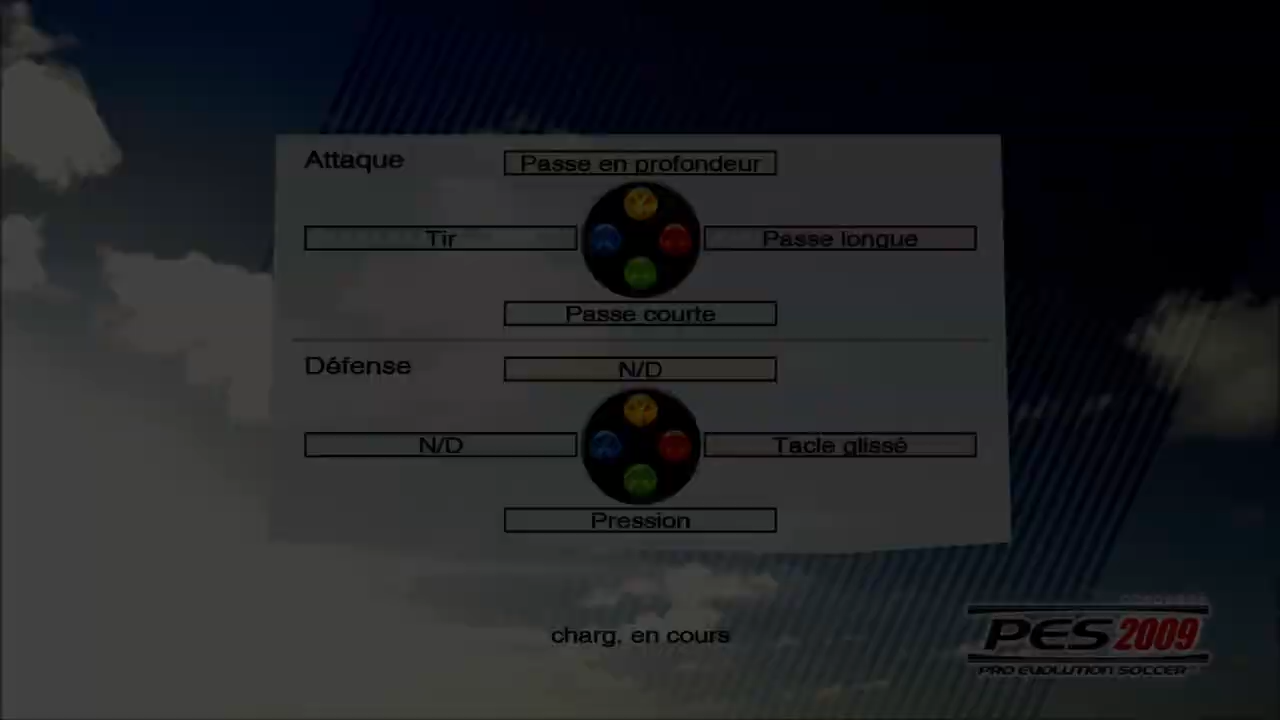 Attaque
Passe en profondeur
Y
Tir
Passe longue
Passe courte
Défense
N/D
Y
N/D
Tacle glissé
Pression
charg. en cours
PES 2009
PRO EVOLUTION SOCCER